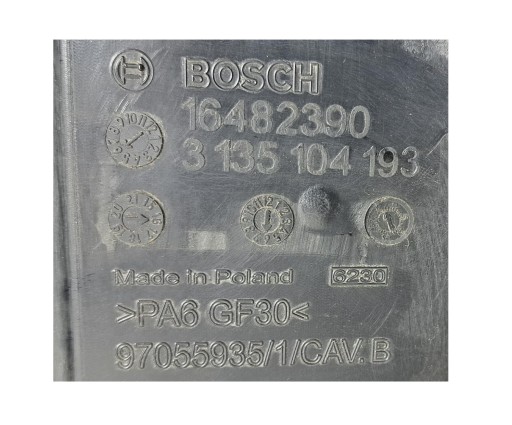 BOSCH
16482390
3 135 104 193
Made in Poland 6230
>PA6 GF30<
97055935/1/CAV. B